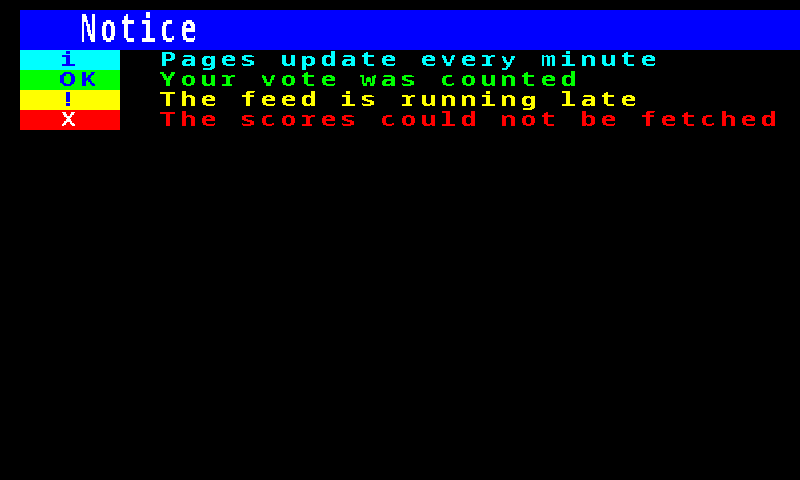 Notice
i Pages update every minute
OK Your vote was counted
! The feed is running late
X The scores could not be fetched